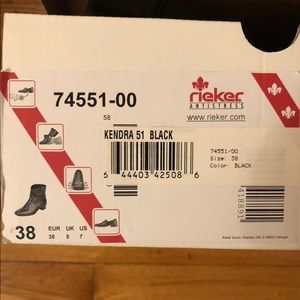 rieker
ANTISTRESS
74551-00
www.rieker.com
58
KENDRA 51 BLACK
74551/00
Size: 38
Color: BLACK
6 44403 42508 6
38
EUR UK US
38 5 7